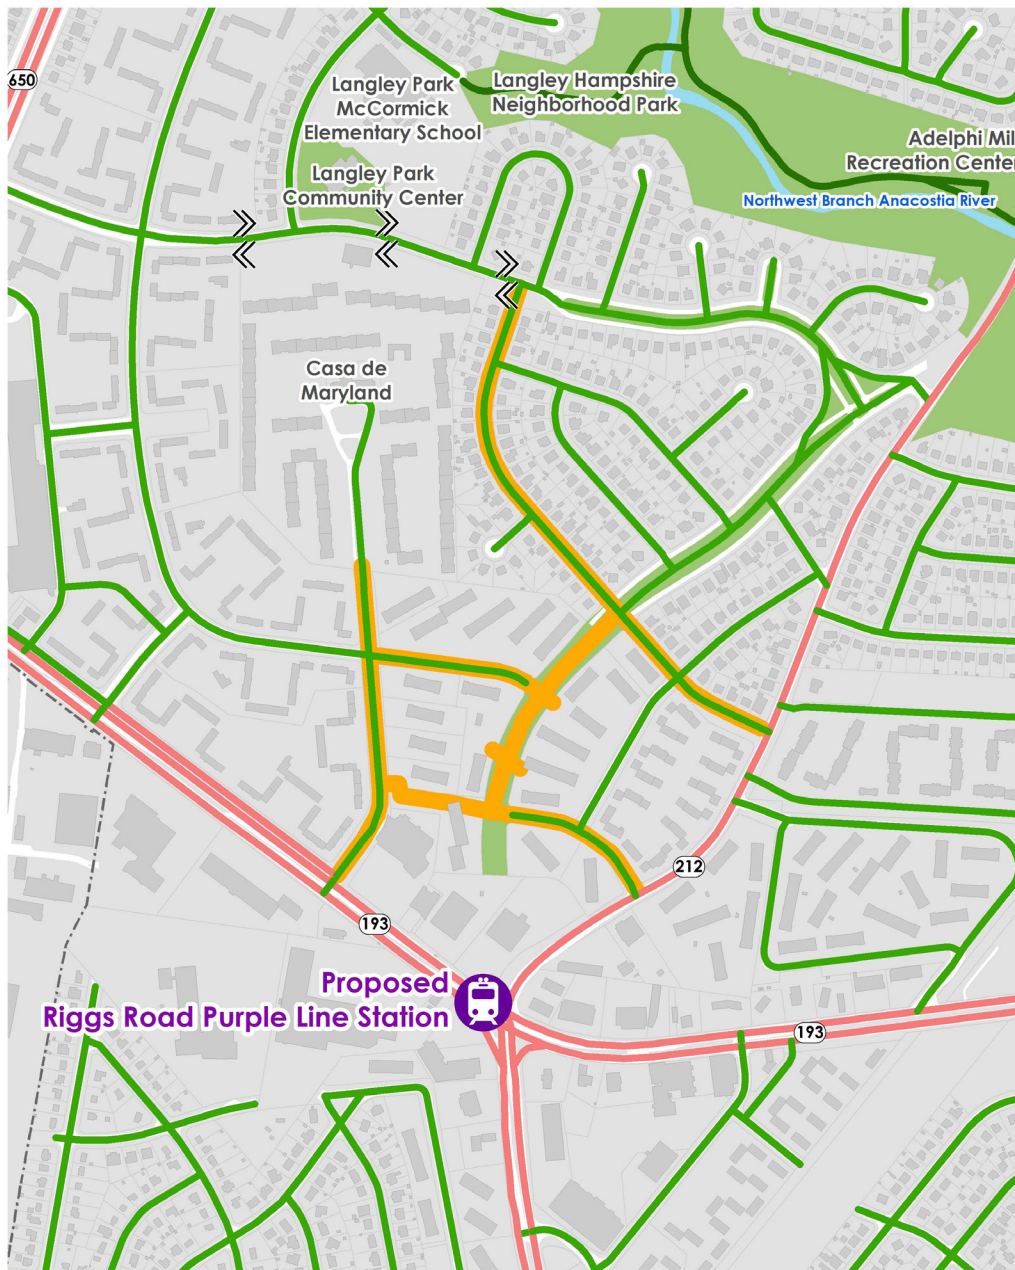 650
Langley Park
McCormick
Elementary School
Langley Hampshire
Neighborhood Park
Adelphi Mil
Recreation Center
Langley Park
Community Center
Northwest Branch Anacostia River
Casa de
Maryland
212
193
Proposed
Riggs Road Purple Line Station
193